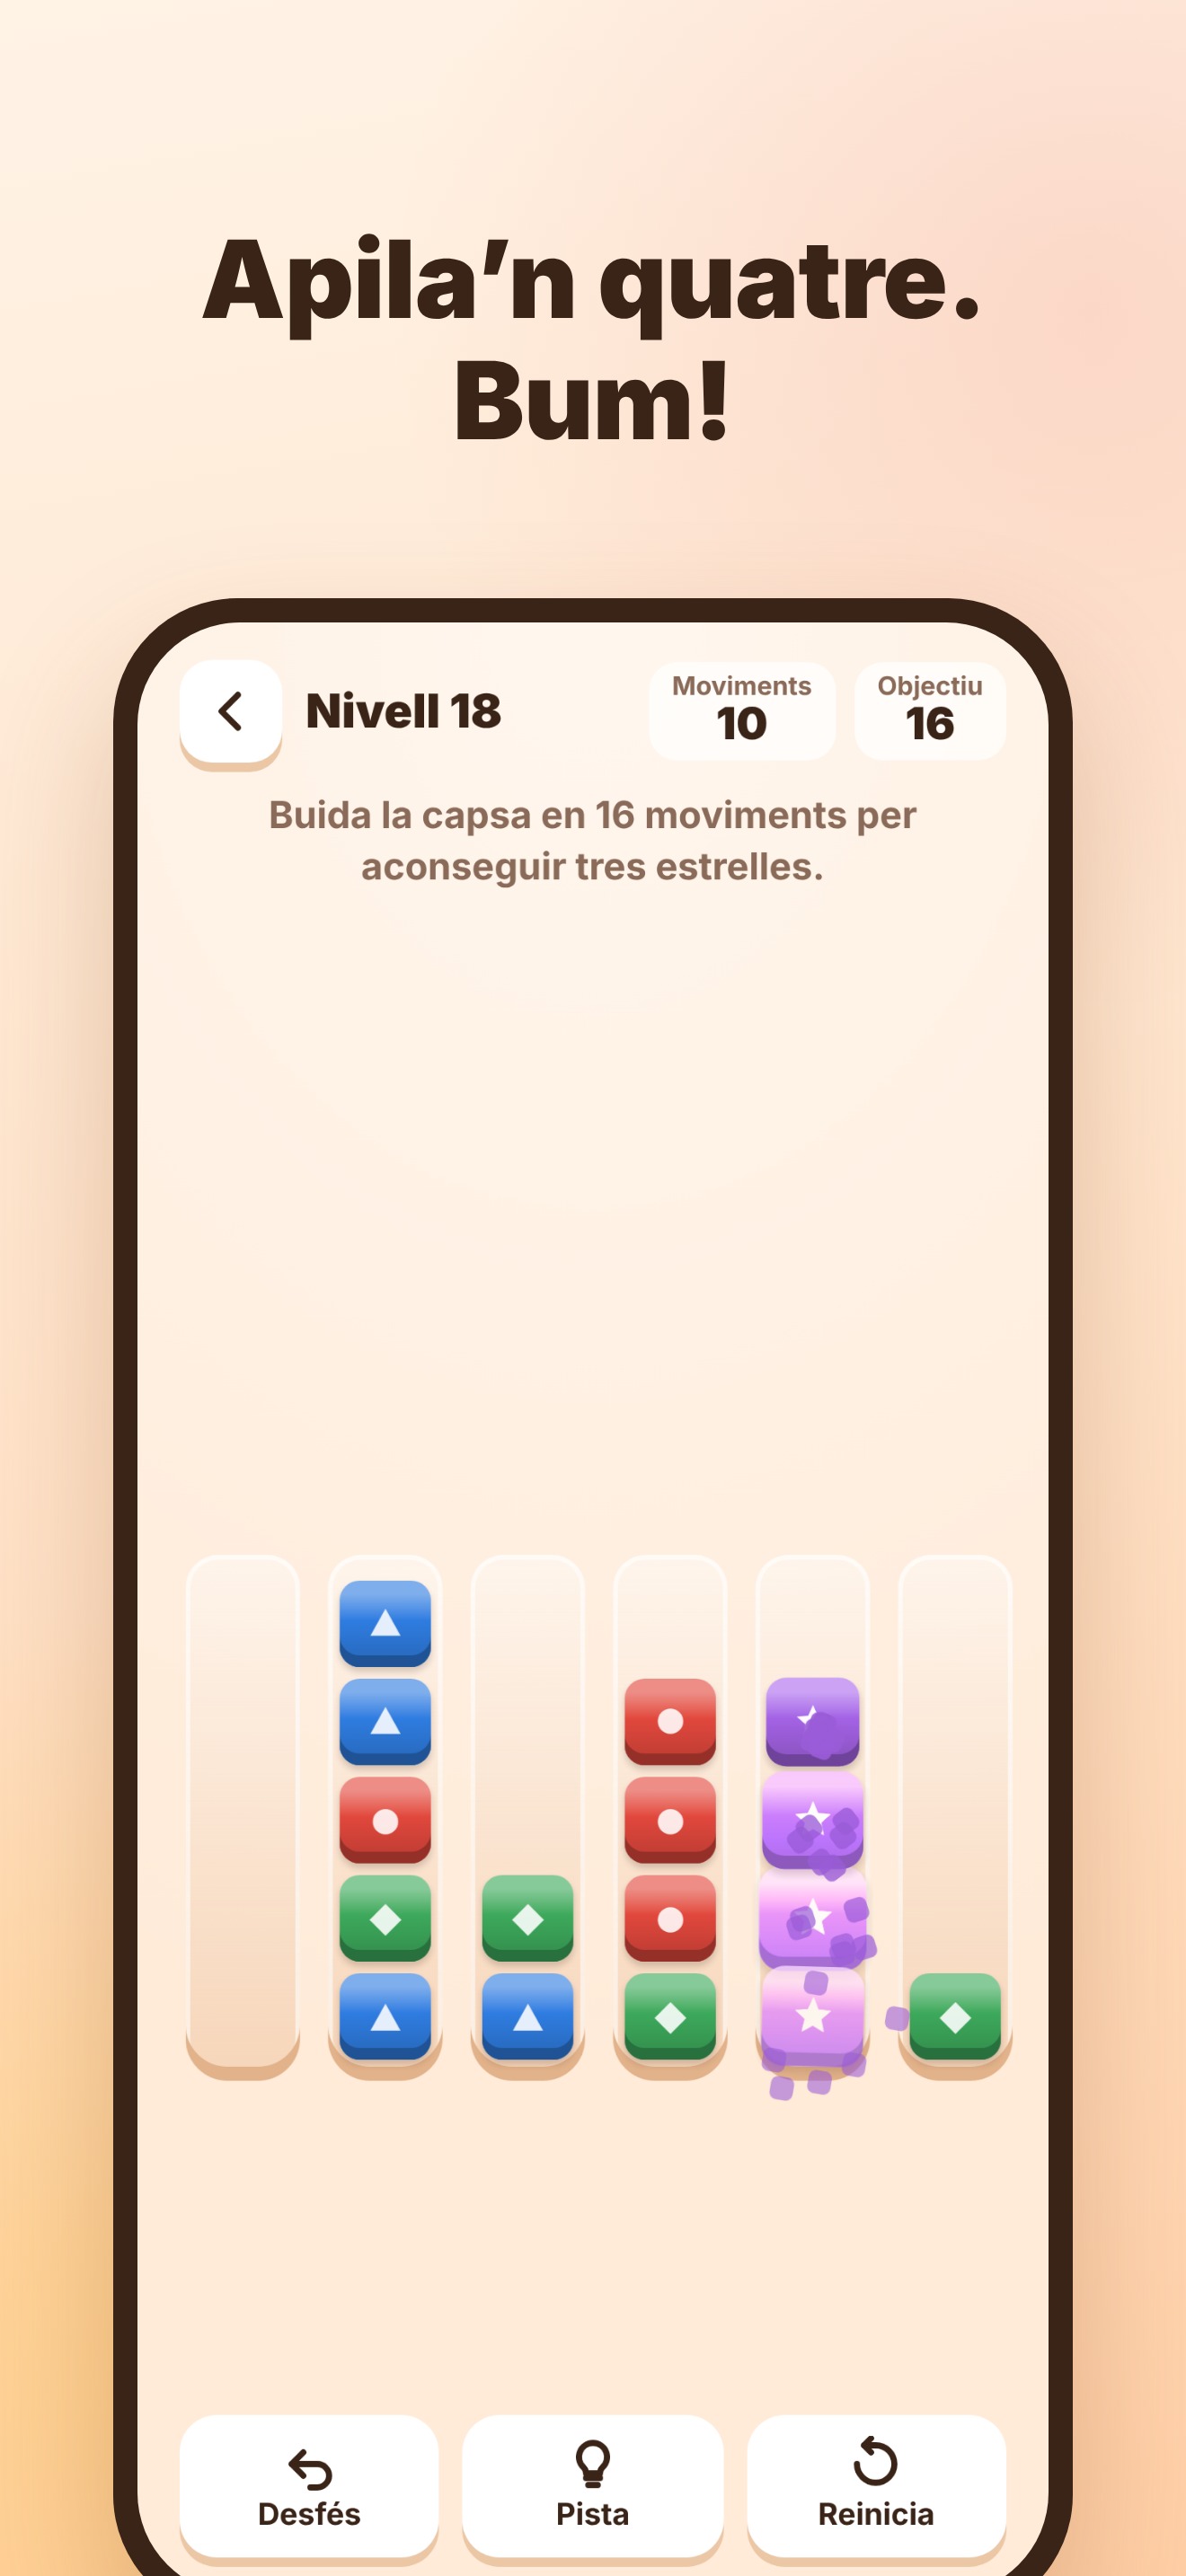 Apila’n quatre.
Bum!
Nivell 18
Moviments
10
Objectiu
16
Buida la capsa en 16 moviments per
aconseguir tres estrelles.
Desfés
Pista
Reinicia